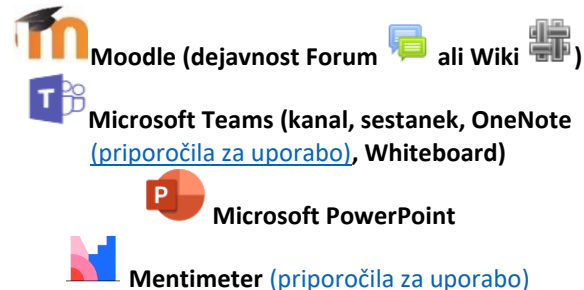 Moodle (dejavnost Forum ali Wiki )
Microsoft Teams (kanal, sestanek, OneNote
(priporočila za uporabo), Whiteboard)
Microsoft PowerPoint
Mentimeter (priporočila za uporabo)